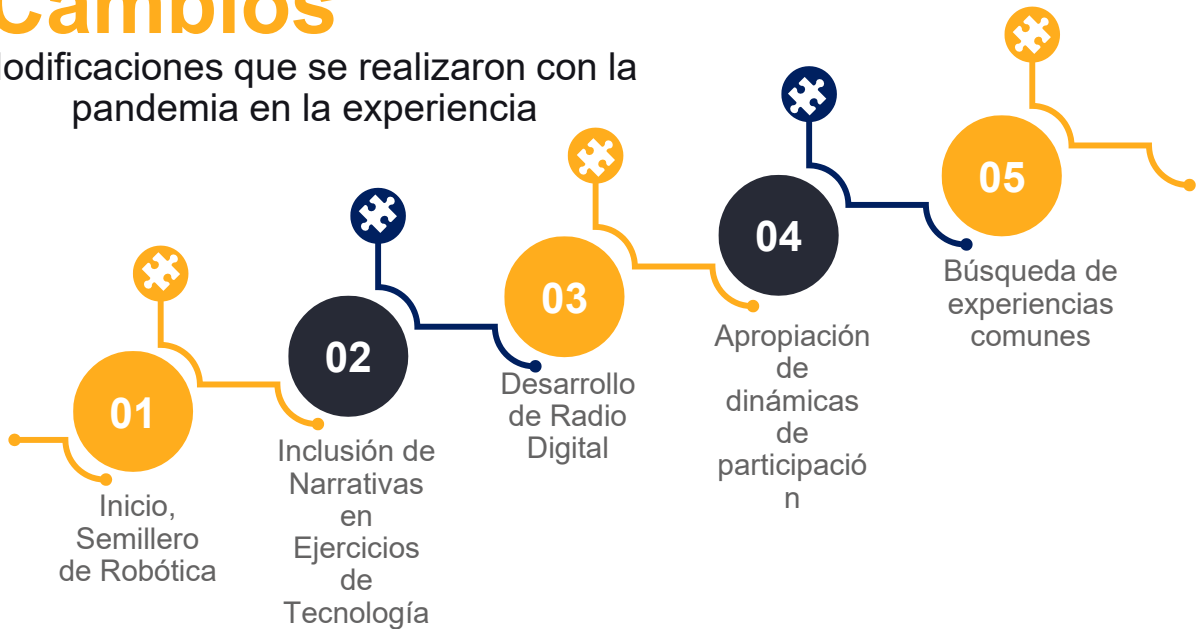 Cambios
Modificaciones que se realizaron con la
pandemia en la experiencia
01
Inicio,
Semillero
de Robótica
02
Inclusión de
Narrativas
en
Ejercicios
de
Tecnología
03
Desarrollo
de Radio
Digital
04
Apropiación
de
dinámicas
de
participació
n
05
Búsqueda de
experiencias
comunes